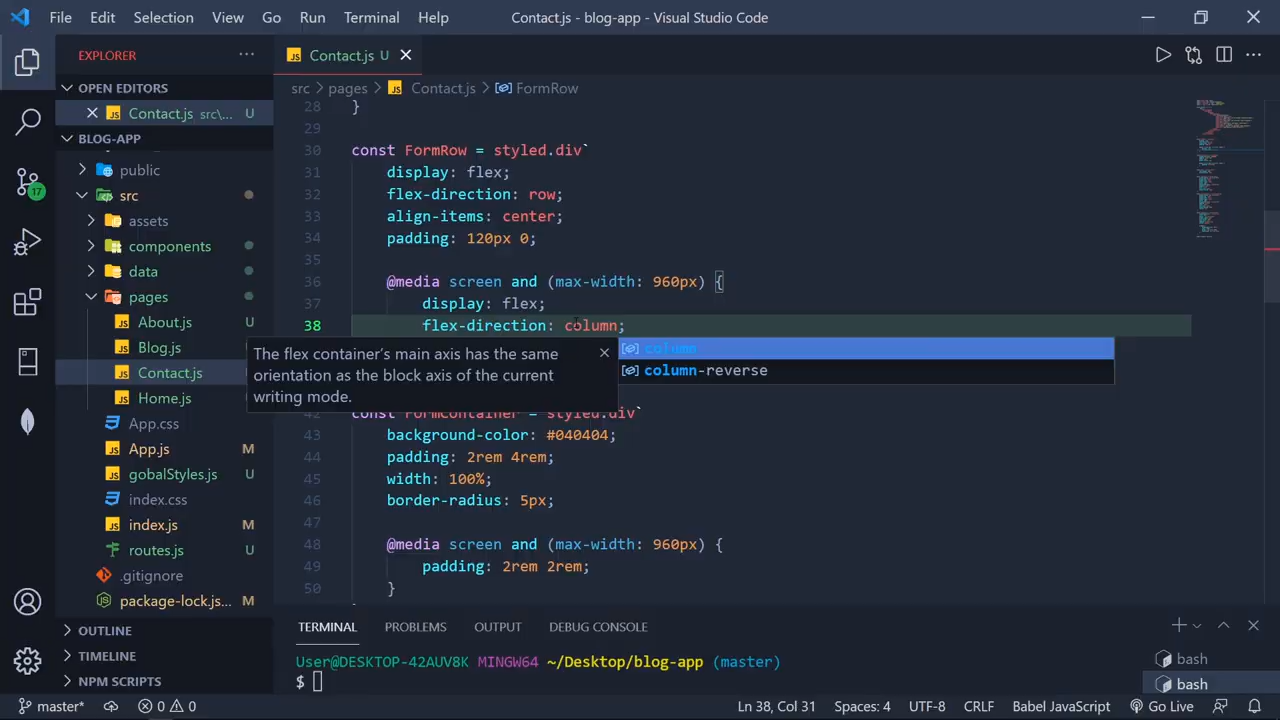 File Edit Selection View Go Run Terminal Help
Contact.js - blog-app - Visual Studio Code
EXPLORER
OPEN EDITORS
Contact.js src\... U
BLOG-APP
public
src
assets
components
data
pages
About.js U
Blog.js U
Contact.js
Home.js
App.css
App.js M
gobalStyles.js U
index.css
index.js M
routes.js U
.gitignore
package-lock.js... M
OUTLINE
TIMELINE
NPM SCRIPTS
17
Contact.js U
src > pages > Contact.js > FormRow
28 }
29
30 const FormRow = styled.div`
31 display: flex;
32 flex-direction: row;
33 align-items: center;
34 padding: 120px 0;
35
36 @media screen and (max-width: 960px) {
37 display: flex;
38 flex-direction: column;
column
column-reverse
The flex container's main axis has the same
orientation as the block axis of the current
writing mode.
const FormContainer = styled.div`
43 background-color: #040404;
44 padding: 2rem 4rem;
45 width: 100%;
46 border-radius: 5px;
47
48 @media screen and (max-width: 960px) {
49 padding: 2rem 2rem;
50 }
TERMINAL PROBLEMS OUTPUT DEBUG CONSOLE
User@DESKTOP-42AUV8K MINGW64 ~/Desktop/blog-app (master)
$
bash
bash
master* 0 0
Ln 38, Col 31 Spaces: 4 UTF-8 CRLF Babel JavaScript Go Live